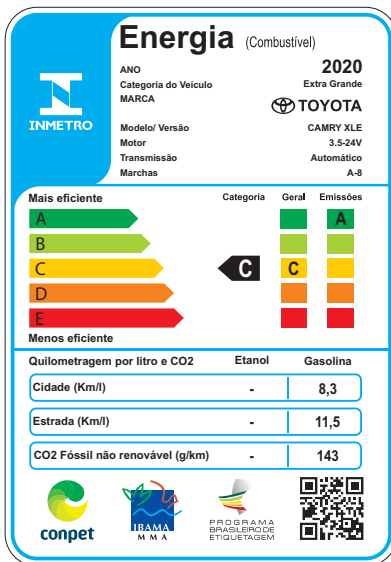 Energia (Combustível)
ANO 2020
Categoria do Veículo Extra Grande
MARCA TOYOTA
INMETRO
Modelo/ Versão CAMRY XLE
Motor 3.5-24V
Transmissão Automático
Marchas A-8
Mais eficiente Categoria Geral Emissões
A A
B
C C C
D
E
Menos eficiente
Quilometragem por litro e CO2 Etanol Gasolina
Cidade (Km/l) - 8,3
Estrada (Km/l) - 11,5
CO2 Fóssil não renovável (g/km) - 143
conpet
IBAMA
MMA
PROGRAMA
BRASILEIRO DE
ETIQUETAGEM